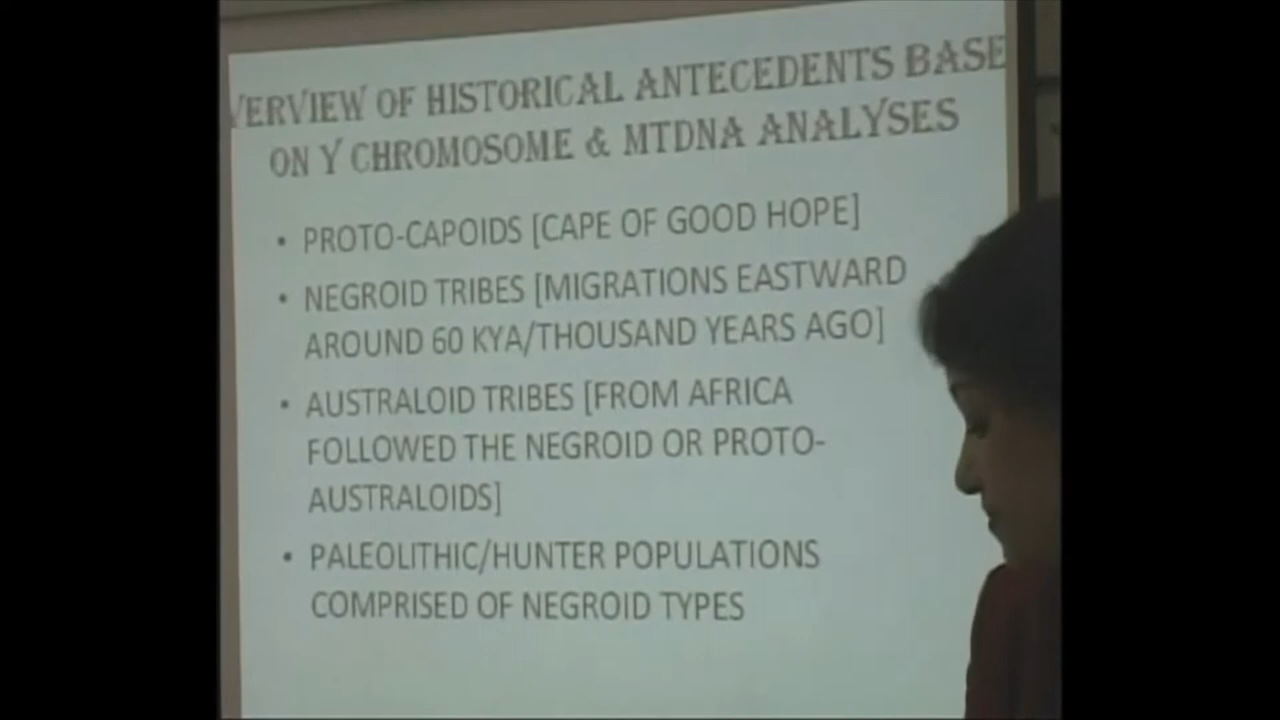 VERVIEW OF HISTORICAL ANTECEDENTS BASE
ON Y CHROMOSOME & MTDNA ANALYSES
• PROTO-CAPOIDS [CAPE OF GOOD HOPE]
• NEGROID TRIBES [MIGRATIONS EASTWARD
AROUND 60 KYA/THOUSAND YEARS AGO]
• AUSTRALOID TRIBES [FROM AFRICA
FOLLOWED THE NEGROID OR PROTO-
AUSTRALOIDS]
• PALEOLITHIC/HUNTER POPULATIONS
COMPRISED OF NEGROID TYPES